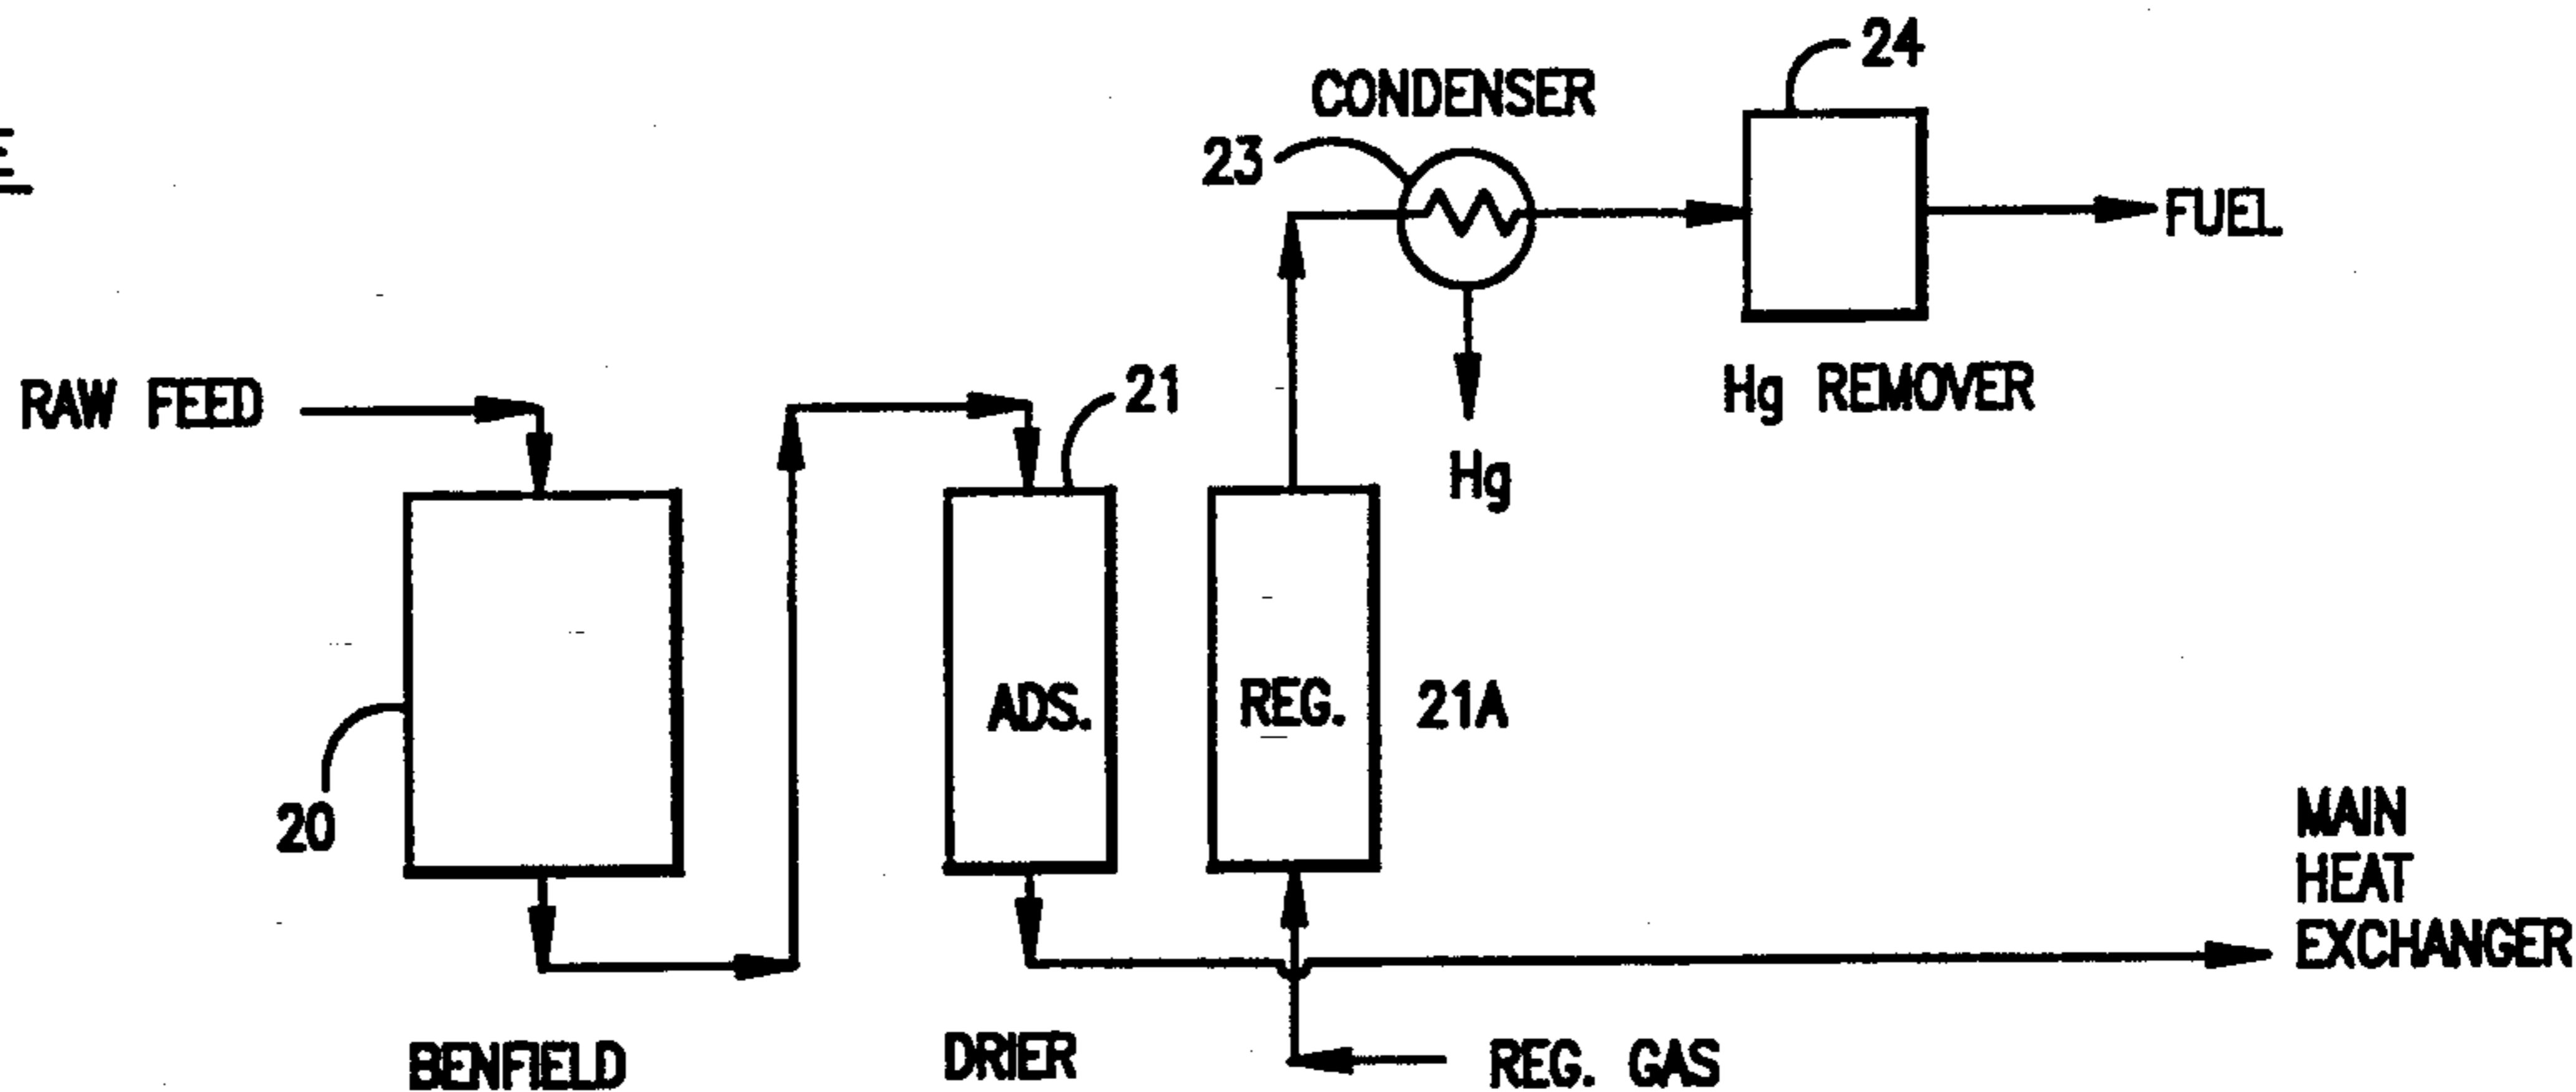 24
CONDENSER
23
FUEL
RAW FEED
21
Hg REMOVER
Hg
ADS.
REG.
21A
20
MAIN
HEAT
EXCHANGER
BENFIELD
DRIER
REG. GAS